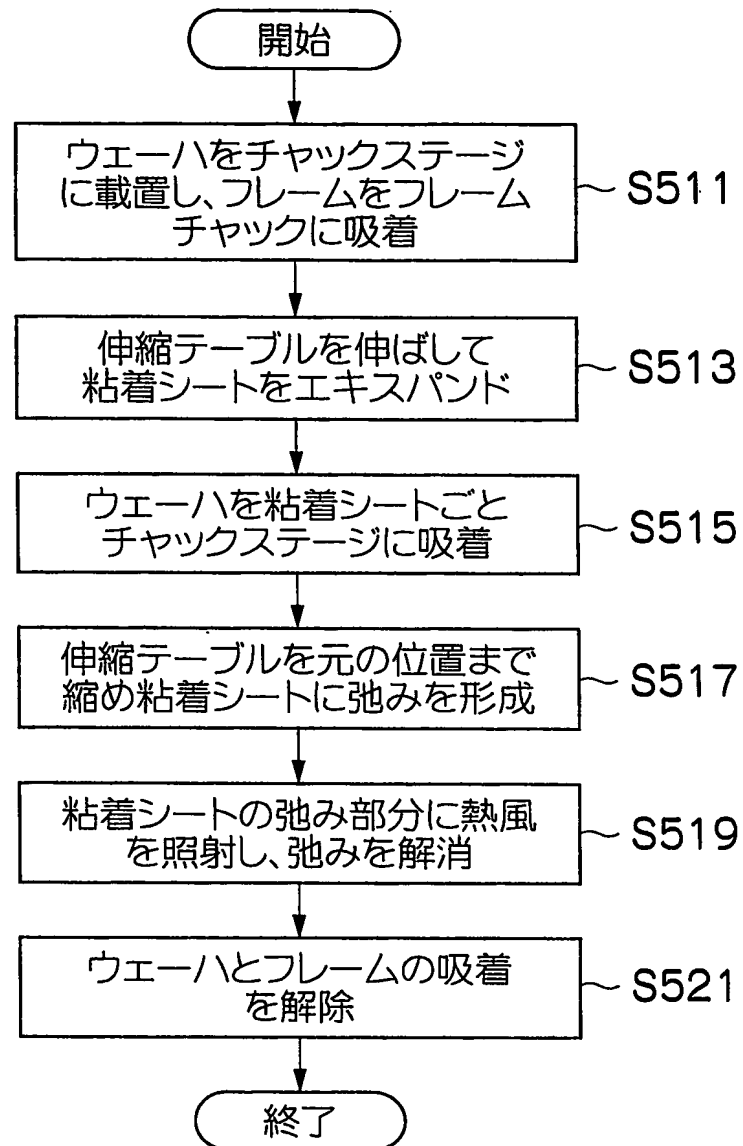 開始
ウェーハをチャックステージ
に載置し、フレームをフレーム
チャックに吸着
~ S511
伸縮テーブルを伸ばして
粘着シートをエキスパンド
~ S513
ウェーハを粘着シートごと
チャックステージに吸着
~ S515
伸縮テーブルを元の位置まで
縮め粘着シートに弛みを形成
~ S517
粘着シートの弛み部分に熱風
を照射し、弛みを解消
~ S519
ウェーハとフレームの吸着
を解除
~ S521
終了